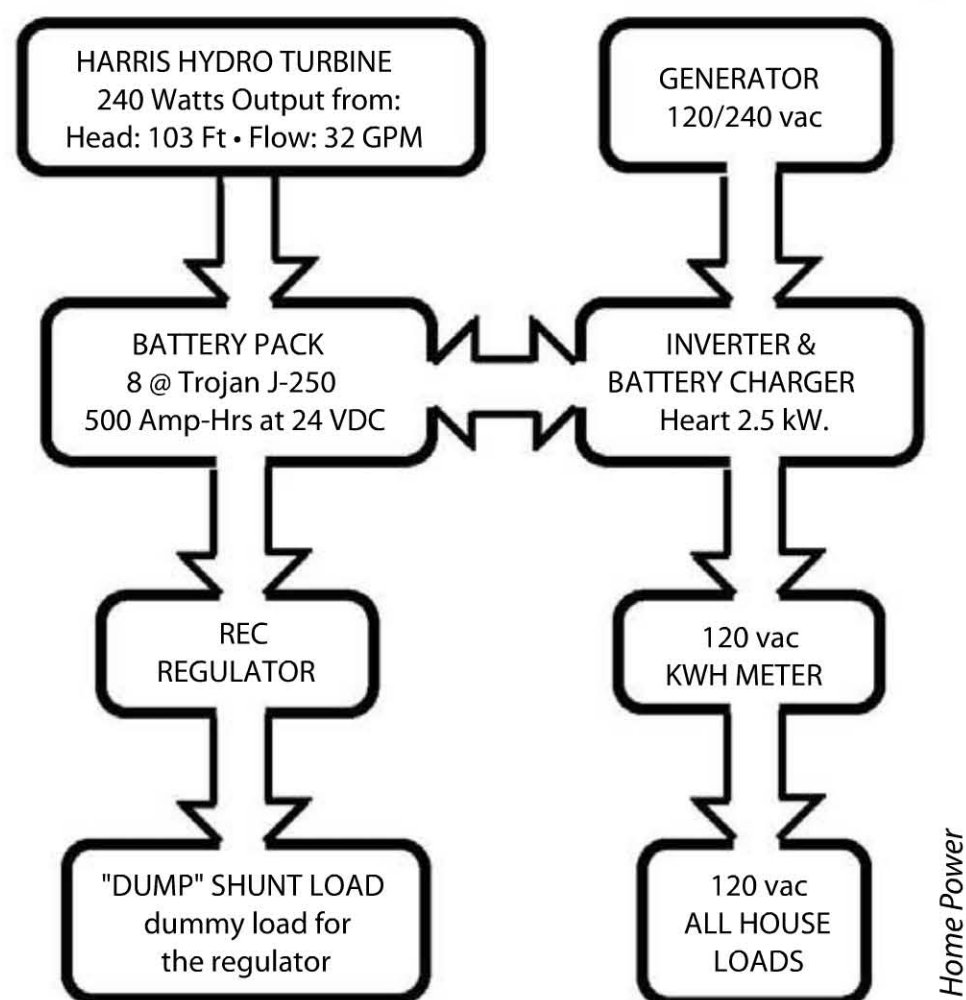 HARRIS HYDRO TURBINE
240 Watts Output from:
Head: 103 Ft • Flow: 32 GPM
GENERATOR
120/240 vac
BATTERY PACK
8 @ Trojan J-250
500 Amp-Hrs at 24 VDC
INVERTER &
BATTERY CHARGER
Heart 2.5 kW.
REC
REGULATOR
120 vac
KWH METER
"DUMP" SHUNT LOAD
dummy load for
the regulator
120 vac
ALL HOUSE
LOADS
Home Power